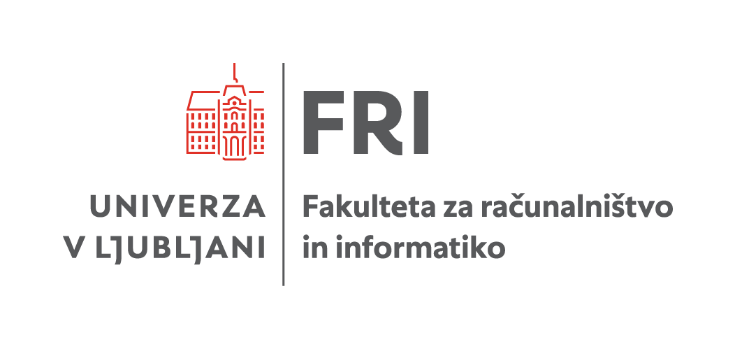 UNIVERZA
V LJUBLJANI
FRI
Fakulteta za računalništvo
in informatiko